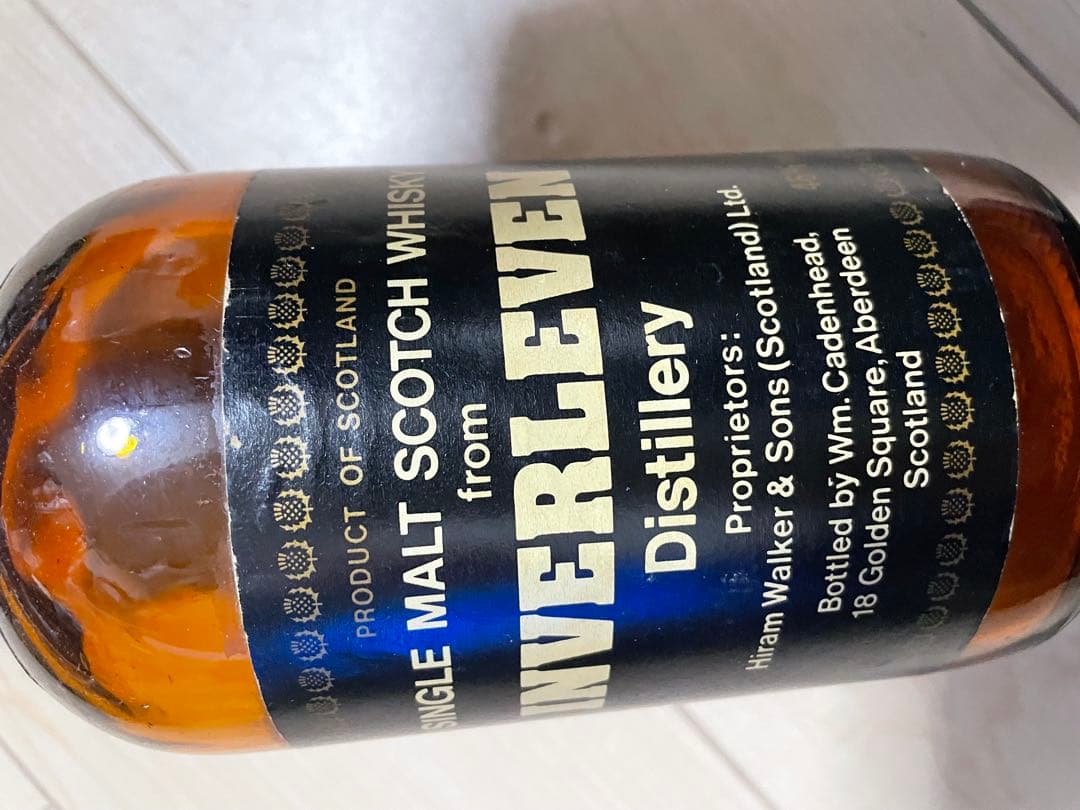 PRODUCT OF SCOTLAND
SINGLE MALT SCOTCH WHISKY
from
INVERLEVEN
Distillery
Proprietors:
Hiram Walker & Sons (Scotland) Ltd.
Bottled by Wm. Cadenhead,
18 Golden Square, Aberdeen
Scotland